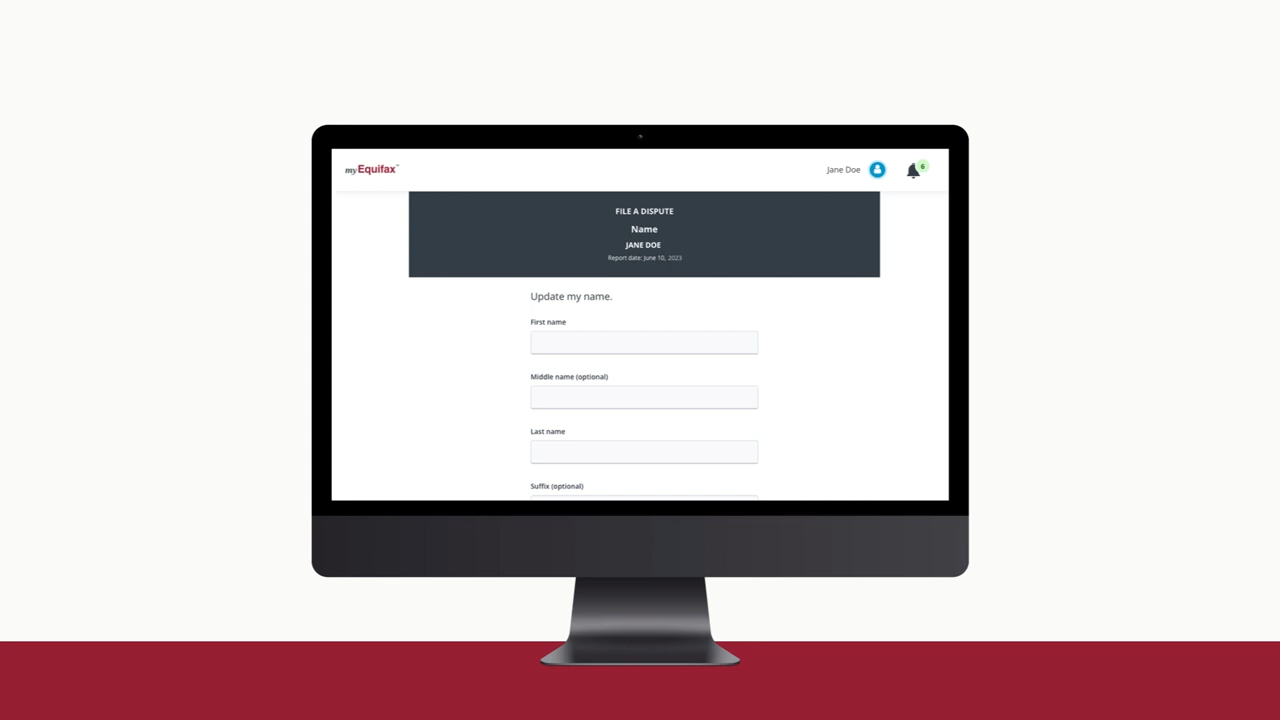 myEquifax™
Jane Doe
6
FILE A DISPUTE
Name
JANE DOE
Report date: June 10, 2023
Update my name.
First name
Middle name (optional)
Last name
Suffix (optional)